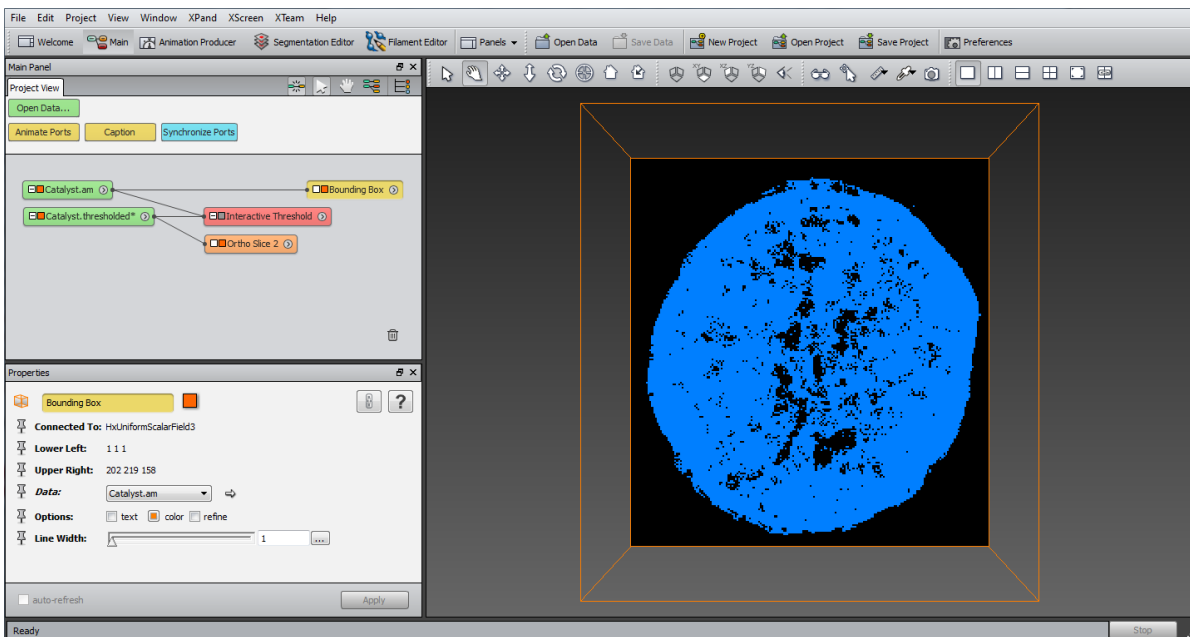 File Edit Project View Window XPand XScreen XTeam Help
Welcome Main Animation Producer Segmentation Editor Filament Editor Panels Open Data Save Data New Project Open Project Save Project Preferences
Main Panel
Project View
Open Data...
Animate Ports Caption Synchronize Ports
Catalyst.am Bounding Box
Catalyst.thresholded* Interactive Threshold
Ortho Slice 2
Properties
Bounding Box ?
Connected To: HxUniformScalarField3
Lower Left: 1 1 1
Upper Right: 202 219 158
Data: Catalyst.am
Options: text color refine
Line Width: 1 ...
auto-refresh Apply
Ready Stop
XY XZ YZ